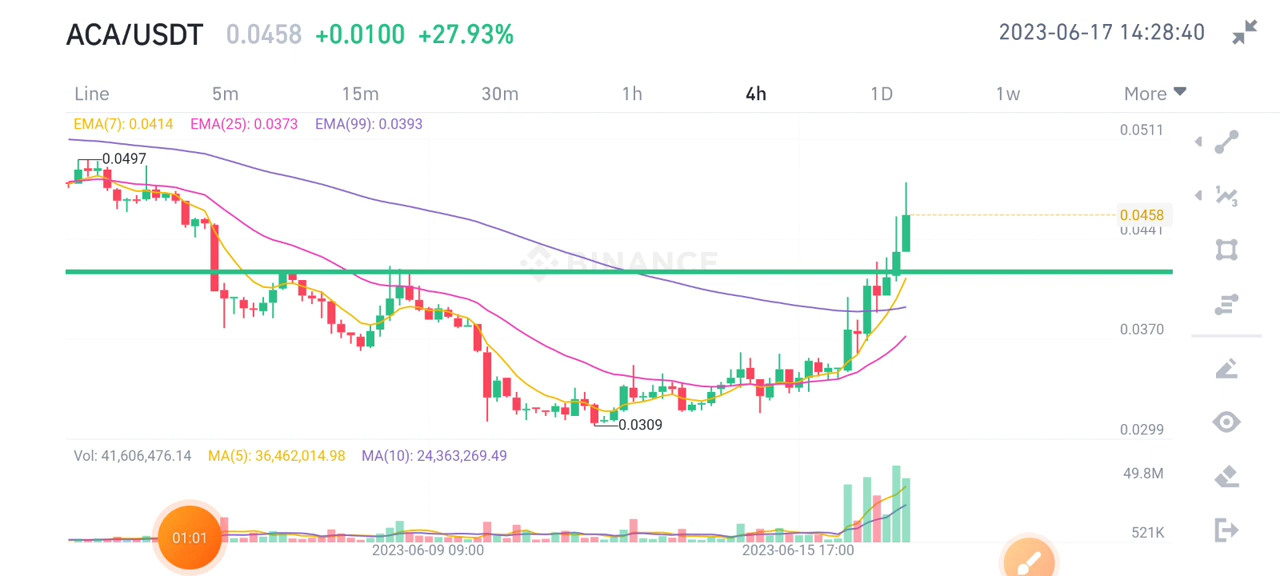 ACA/USDT 0.0458 +0.0100 +27.93% 2023-06-17 14:28:40
Line 5m 15m 30m 1h 4h 1D 1w More
EMA(7): 0.0414 EMA(25): 0.0373 EMA(99): 0.0393
0.0511
0.0497
0.0458
0.0441
BINANCE
0.0370
0.0309
0.0299
Vol: 41,606,476.14 MA(5): 36,462,014.98 MA(10): 24,363,269.49
49.8M
01:01
521K
2023-06-09 09:00 2023-06-15 17:00